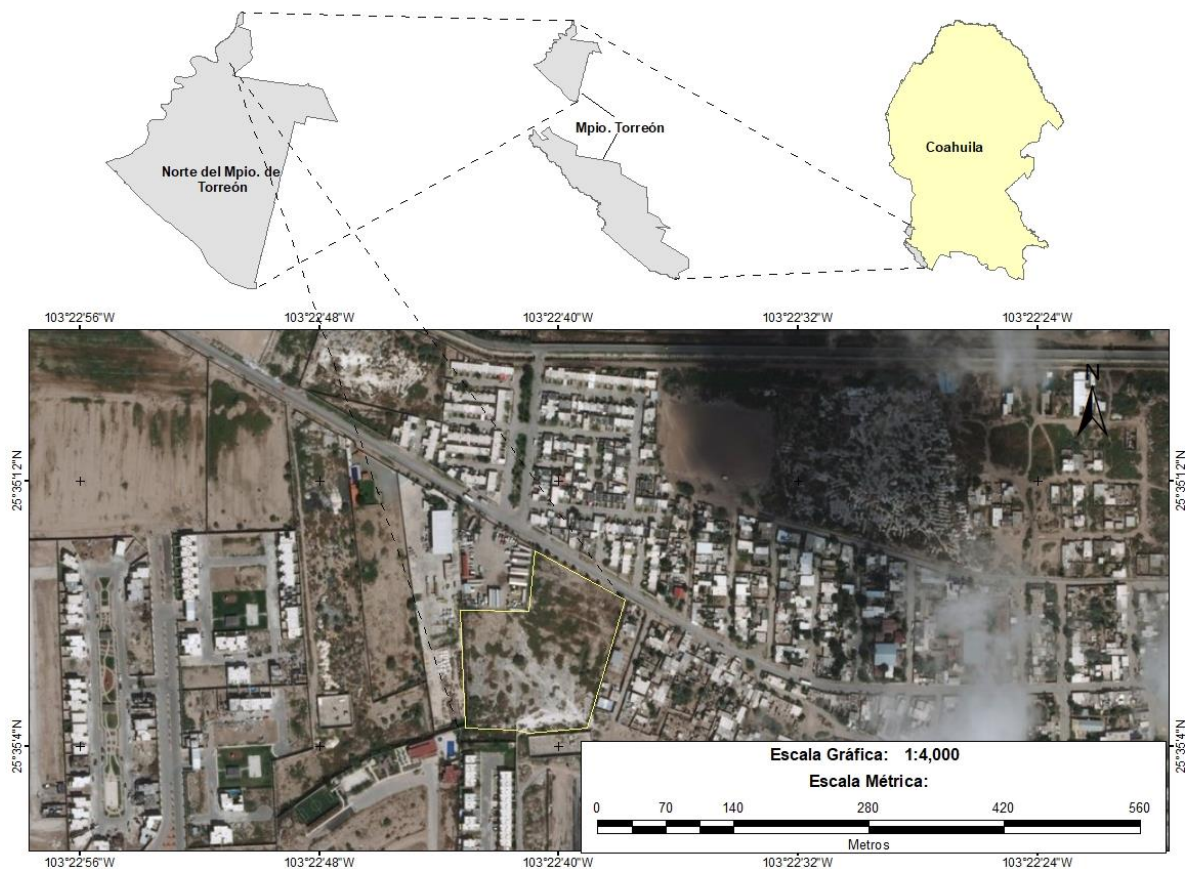 Norte del Mpio. de
Torreón
Mpio. Torreón
Coahuila
103°22'56"W 103°22'48"W 103°22'40"W 103°22'32"W 103°22'24"W
N
25°35'12"N 25°35'12"N
25°35'4"N 25°35'4"N
Escala Gráfica: 1:4,000
Escala Métrica:
0 70 140 280 420 560
Metros
103°22'56"W 103°22'48"W 103°22'40"W 103°22'32"W 103°22'24"W